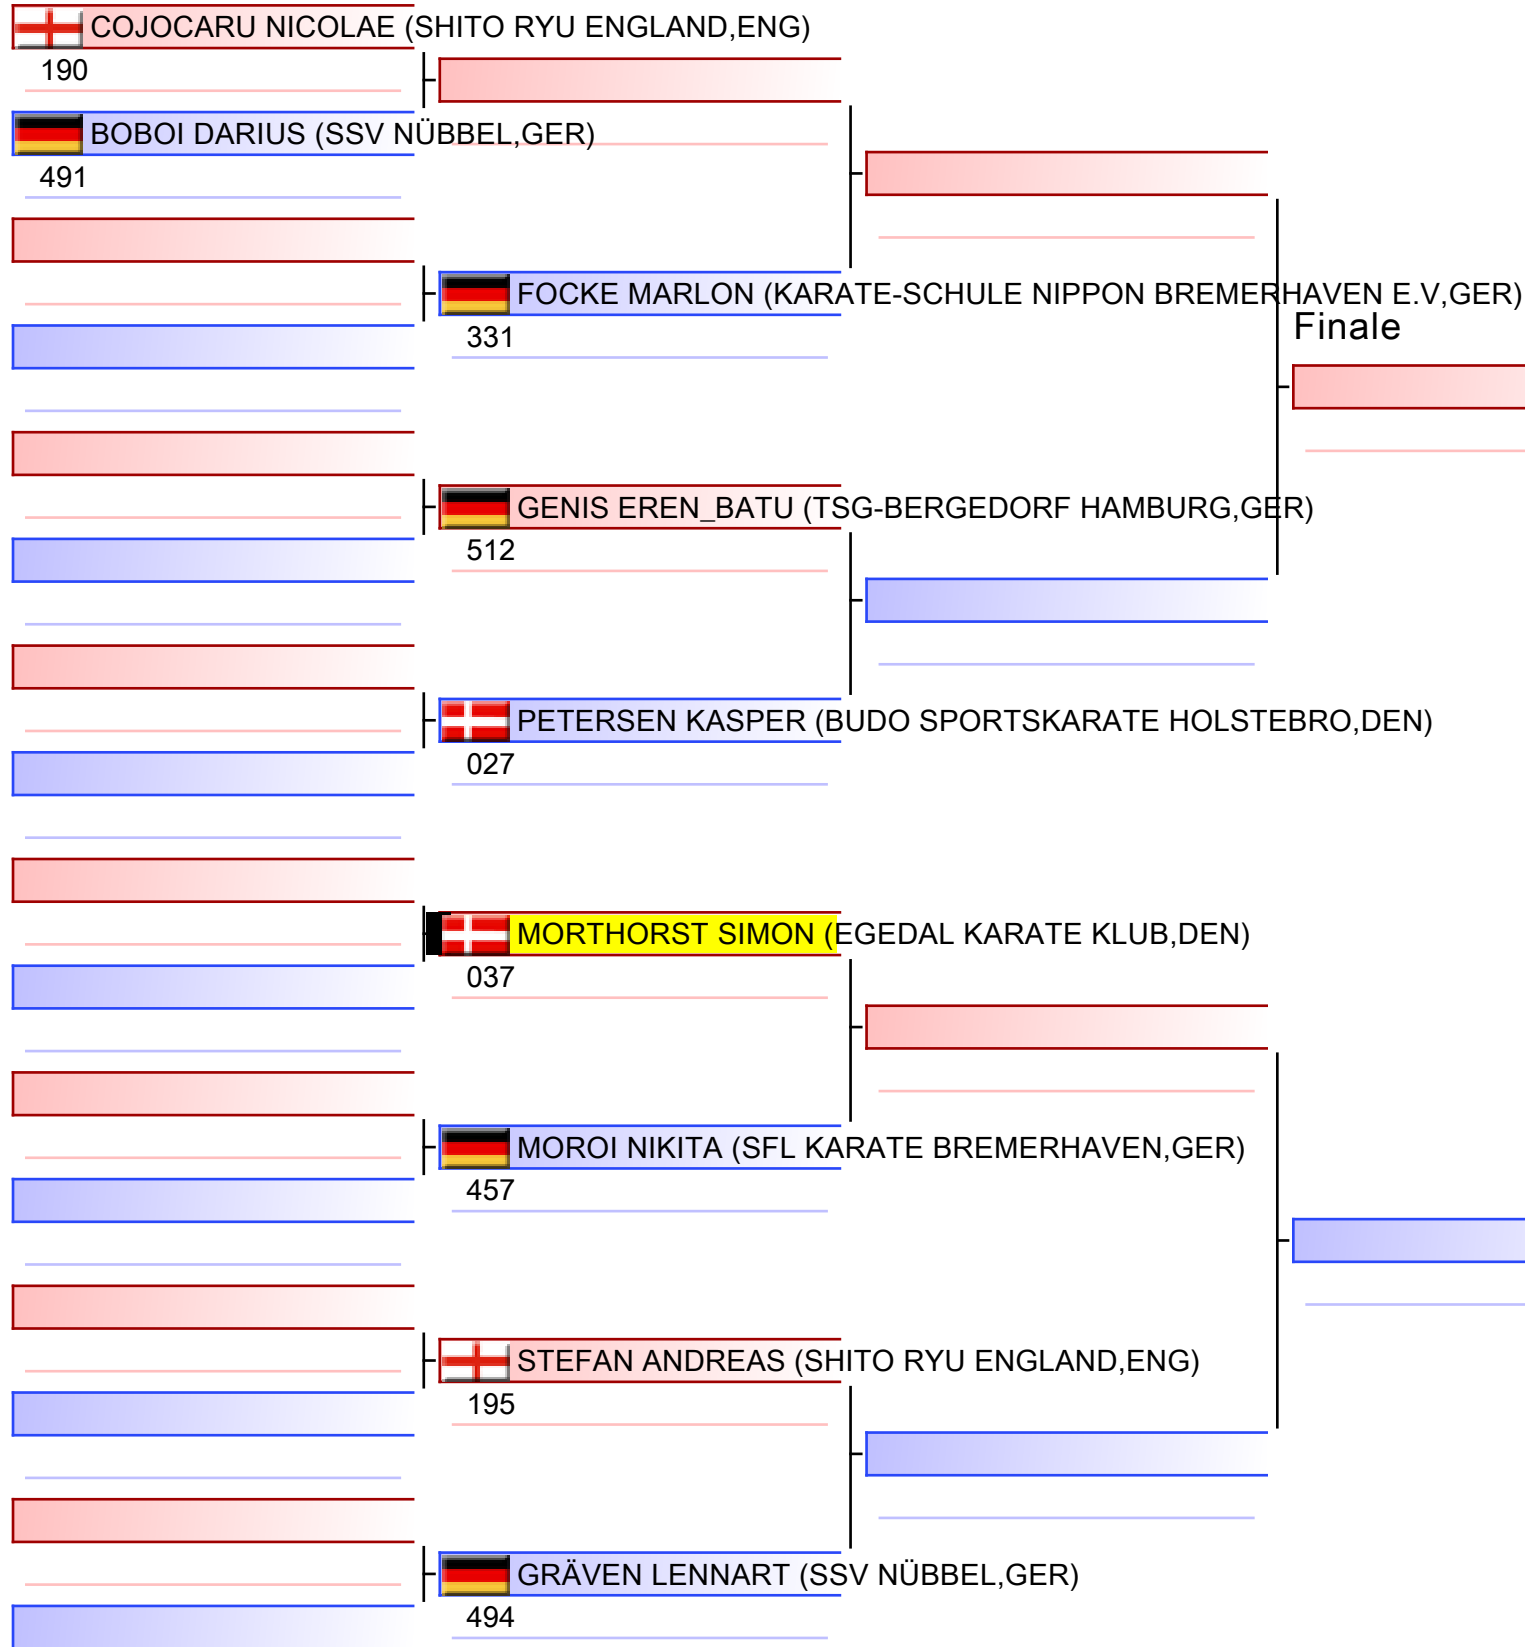 COJOCARU NICOLAE (SHITO RYU ENGLAND,ENG)
190
BOBOI DARIUS (SSV NÜBBEL,GER)
491
FOCKE MARLON (KARATE-SCHULE NIPPON BREMERHAVEN E.V,GER)
331
Finale
GENIS EREN_BATU (TSG-BERGEDORF HAMBURG,GER)
512
PETERSEN KASPER (BUDO SPORTSKARATE HOLSTEBRO,DEN)
027
MORTHORST SIMON (EGEDAL KARATE KLUB,DEN)
037
MOROI NIKITA (SFL KARATE BREMERHAVEN,GER)
457
STEFAN ANDREAS (SHITO RYU ENGLAND,ENG)
195
GRÄVEN LENNART (SSV NÜBBEL,GER)
494